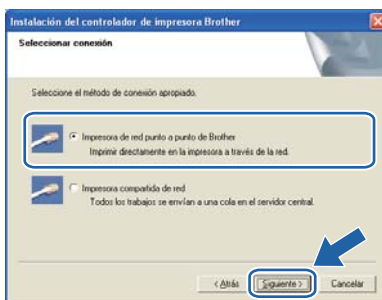 Instalación del controlador de impresora Brother
Seleccionar conexión
Seleccione el método de conexión apropiado.
Impresora de red punto a punto de Brother
Imprimir directamente en la impresora a través de la red.
Impresora compartida de red
Todos los trabajos se envían a una cola en el servidor central.
< Atrás Siguiente > Cancelar